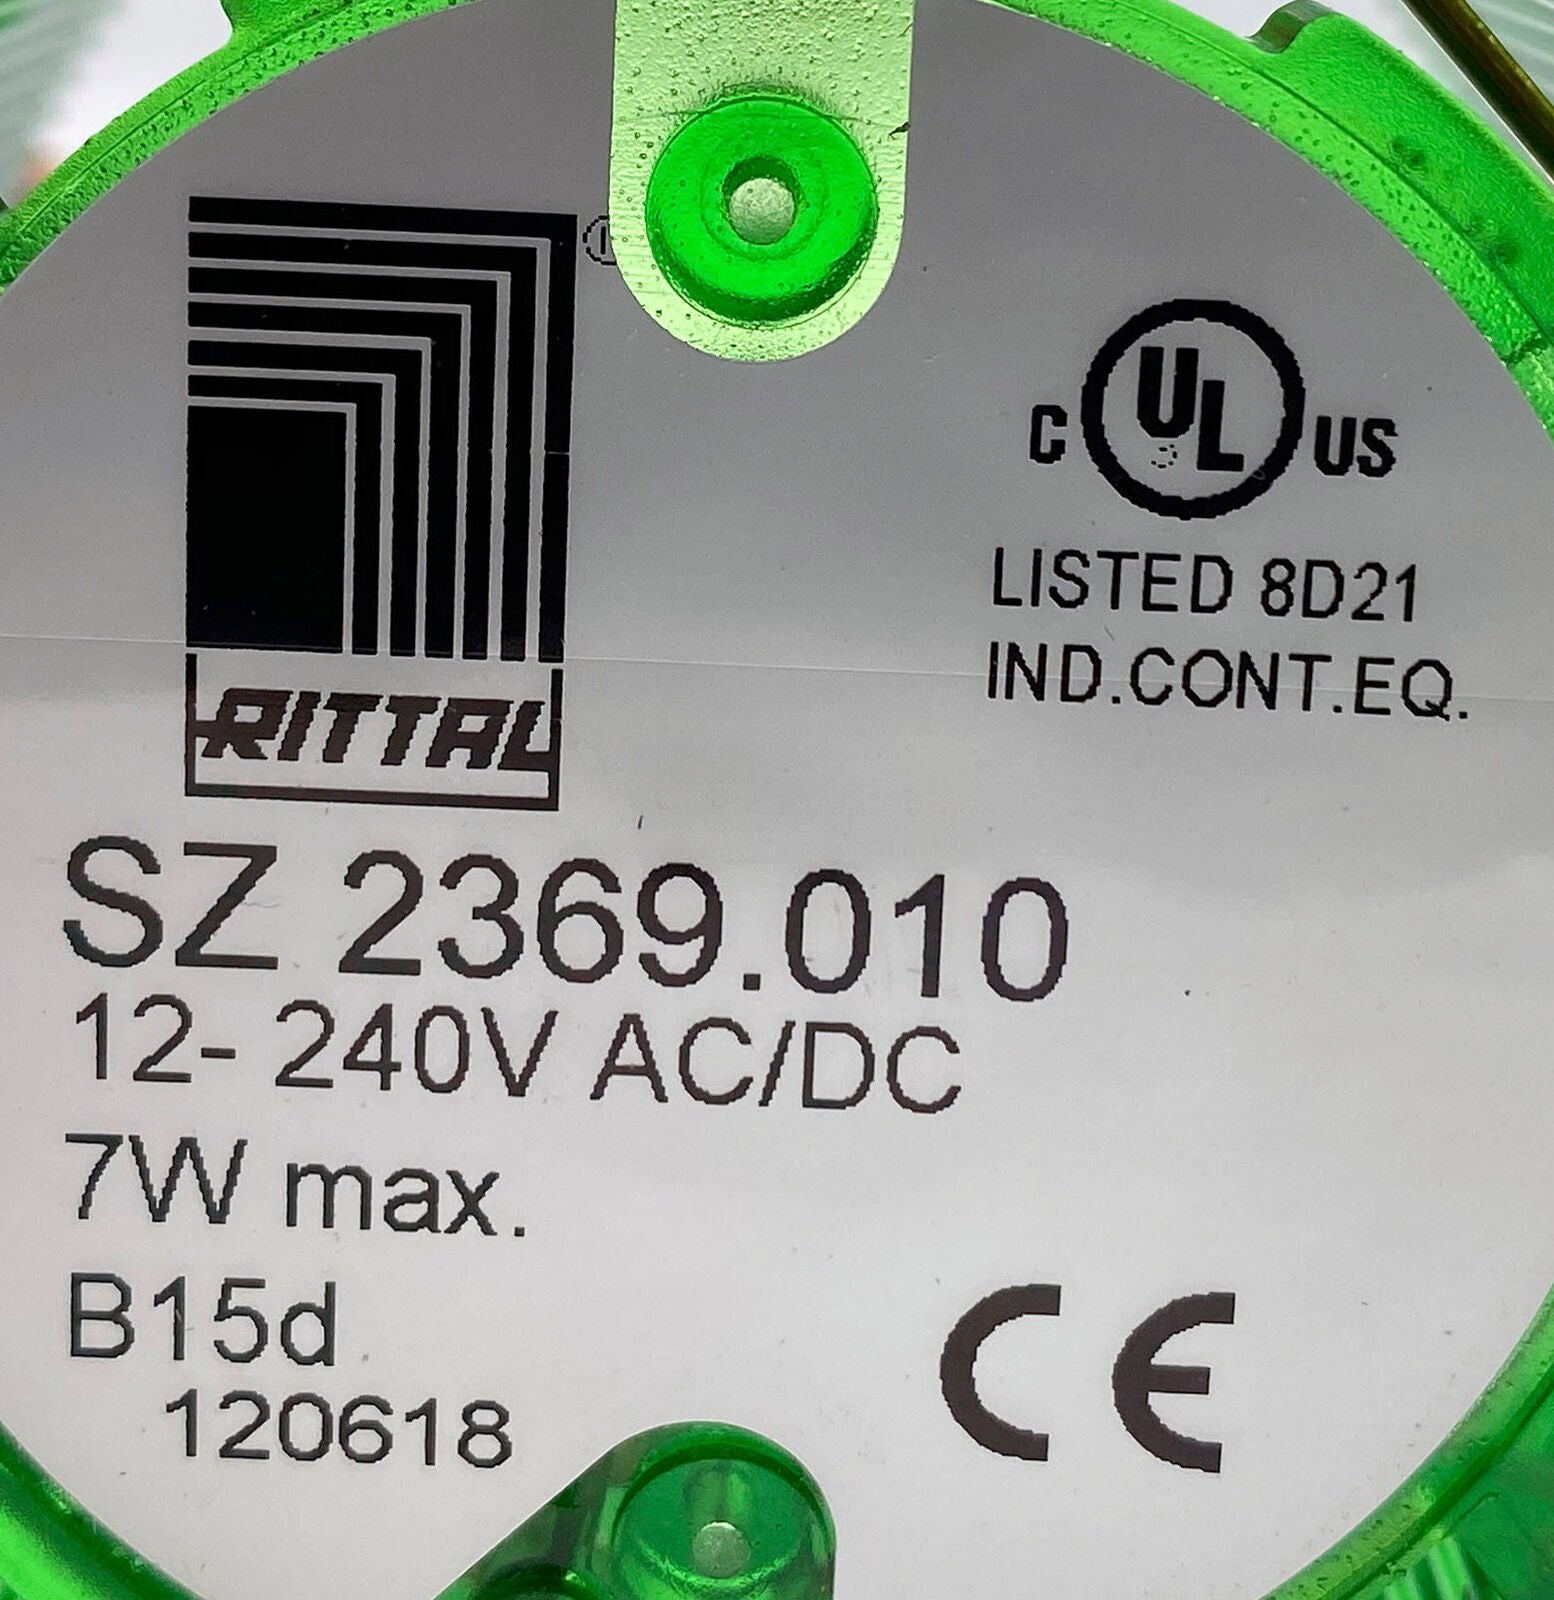 RITTAL
C UL US
LISTED 8D21
IND.CONT.EQ.
SZ 2369.010
12- 240V AC/DC
7W max.
B15d
120618
CE